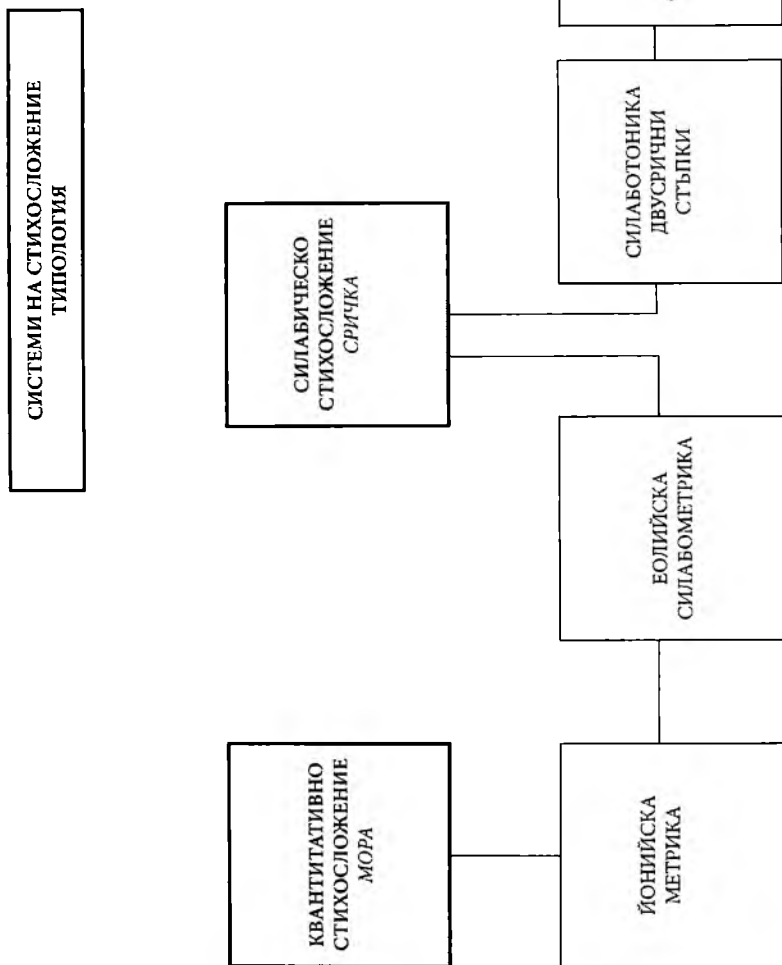 СИСТЕМИ НА СТИХОСЛОЖЕНИЕ
ТИПОЛОГИЯ
КВАНТИТАТИВНО
СТИХОСЛОЖЕНИЕ
МОРА
СИЛАБИЧЕСКО
СТИХОСЛОЖЕНИЕ
СРИЧКА
ЙОНИЙСКА
МЕТРИКА
ЕОЛИЙСКА
СИЛАБОМЕТРИКА
СИЛАБОТОНИКА
ДВУСРИЧНИ
СТЪПКИ